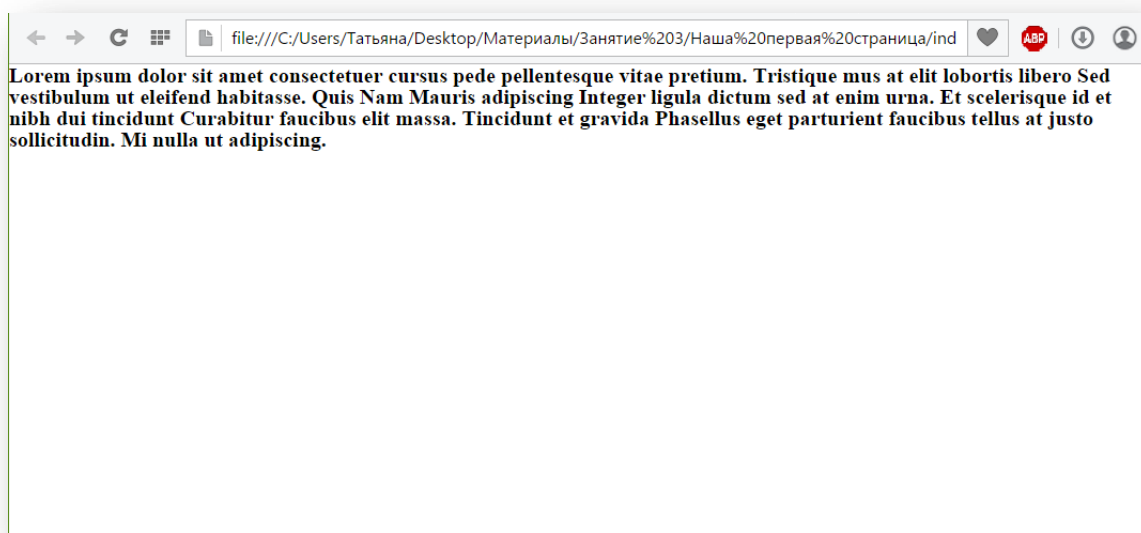 file:///C:/Users/Татьяна/Desktop/Материалы/Занятие%203/Наша%20первая%20страница/ind
ABP
Lorem ipsum dolor sit amet consectetuer cursus pede pellentesque vitae pretium. Tristique mus at elit lobortis libero Sed
vestibulum ut eleifend habitasse. Quis Nam Mauris adipiscing Integer ligula dictum sed at enim urna. Et scelerisque id et
nibh dui tincidunt Curabitur faucibus elit massa. Tincidunt et gravida Phasellus eget parturient faucibus tellus at justo
sollicitudin. Mi nulla ut adipiscing.